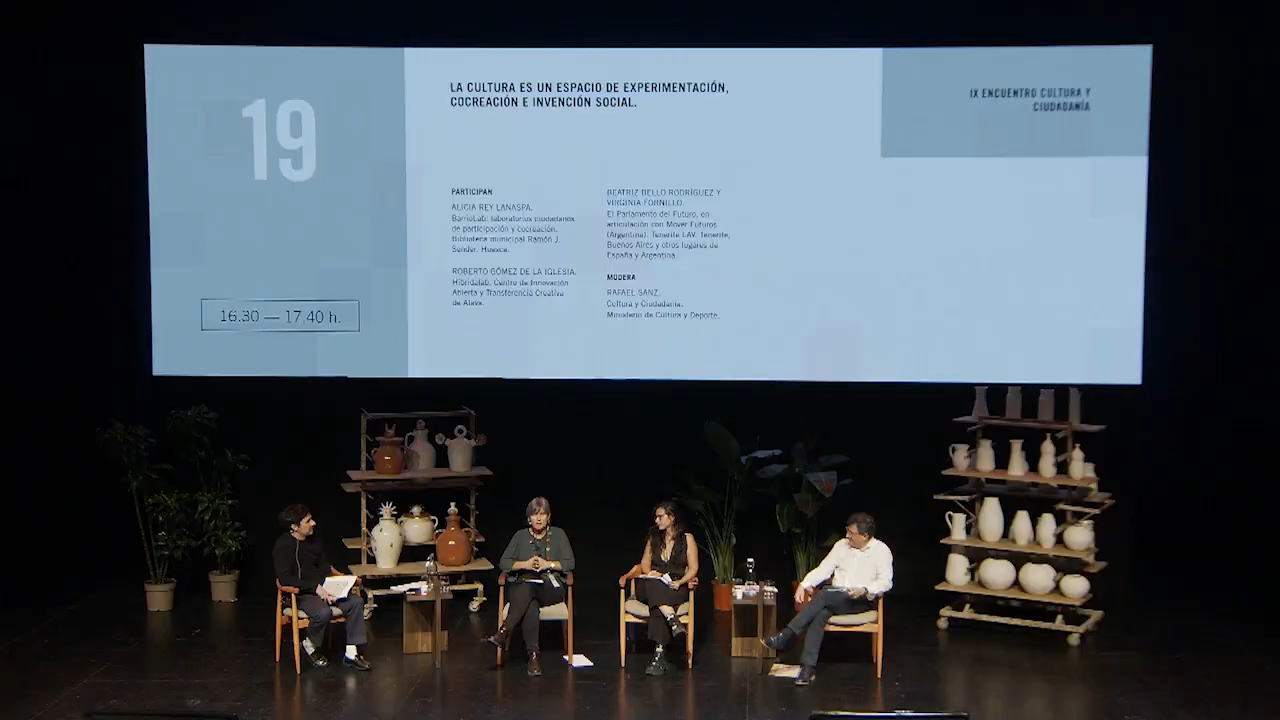 19
16.30 — 17.40 h.
LA CULTURA ES UN ESPACIO DE EXPERIMENTACIÓN,
COCREACIÓN E INVENCIÓN SOCIAL.
PARTICIPAN
ALICIA REY LANASPA.
BarrioLab: laboratorios ciudadanos
de participación y cocreación.
Biblioteca municipal Ramón J.
Sender. Huesca.
ROBERTO GÓMEZ DE LA IGLESIA.
Hibridalab. Centro de Innovación
Abierta y Transferencia Creativa
de Álava.
BEATRIZ BELLO RODRÍGUEZ Y
VIRGINIA FORNILLO.
El Parlamento del Futuro, en
articulación con Mover Futuros
(Argentina). Tenerife LAV. Tenerife,
Buenos Aires y otros lugares de
España y Argentina.
MODERA
RAFAEL SANZ.
Cultura y Ciudadanía.
Ministerio de Cultura y Deporte.
IX ENCUENTRO CULTURA Y
CIUDADANÍA